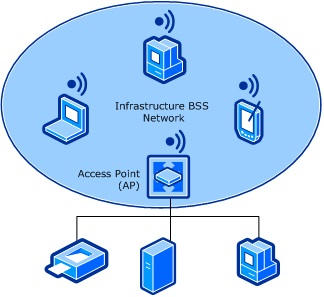 Infrastructure BSS
Network
Access Point
(AP)